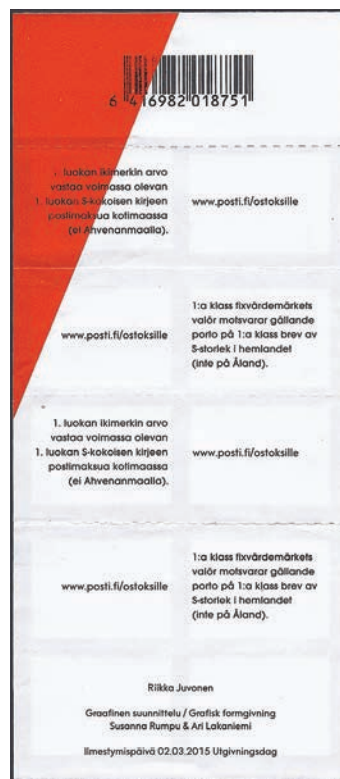 6 416982 018751
1. luokan ikimerkin arvo
vastaa voimassa olevan
1. luokan S-kokoisen kirjeen
postimaksua kotimaassa
(ei Ahvenanmaalla).
www.posti.fi/ostoksille
www.posti.fi/ostoksille
1:a klass fixvärdemärkets
valör motsvarar gällande
porto på 1:a klass brev av
S-storlek i hemlandet
(inte på Åland).
1. luokan ikimerkin arvo
vastaa voimassa olevan
1. luokan S-kokoisen kirjeen
postimaksua kotimaassa
(ei Ahvenanmaalla).
www.posti.fi/ostoksille
www.posti.fi/ostoksille
1:a klass fixvärdemärkets
valör motsvarar gällande
porto på 1:a klass brev av
S-storlek i hemlandet
(inte på Åland).
Riikka Juvonen
Graafinen suunnittelu / Grafisk formgivning
Susanna Rumpu & Ari Lakaniemi
Ilmestymispäivä 02.03.2015 Utgivningsdag